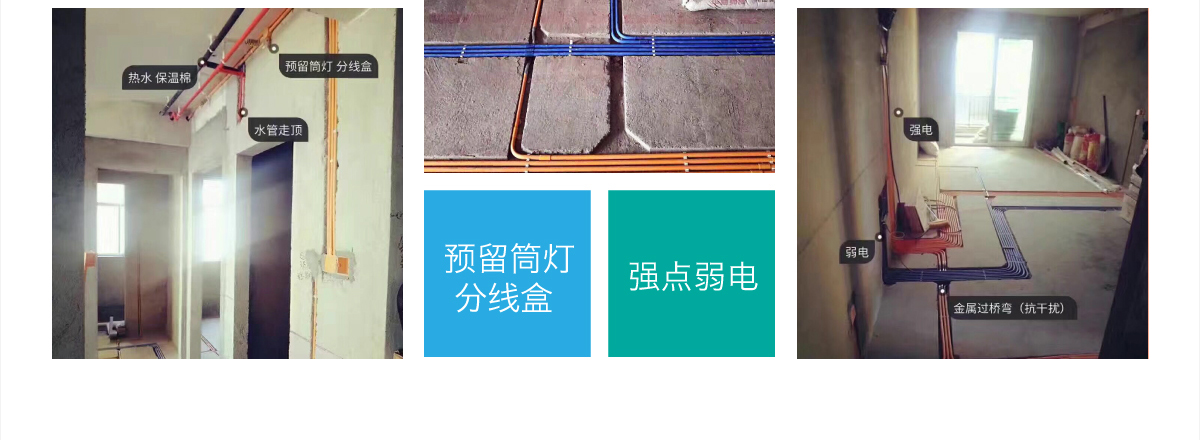 预留筒灯 分线盒
热水 保温棉
水管走顶
预留筒灯
分线盒
强点弱电
强电
弱电
金属过桥弯（抗干扰）